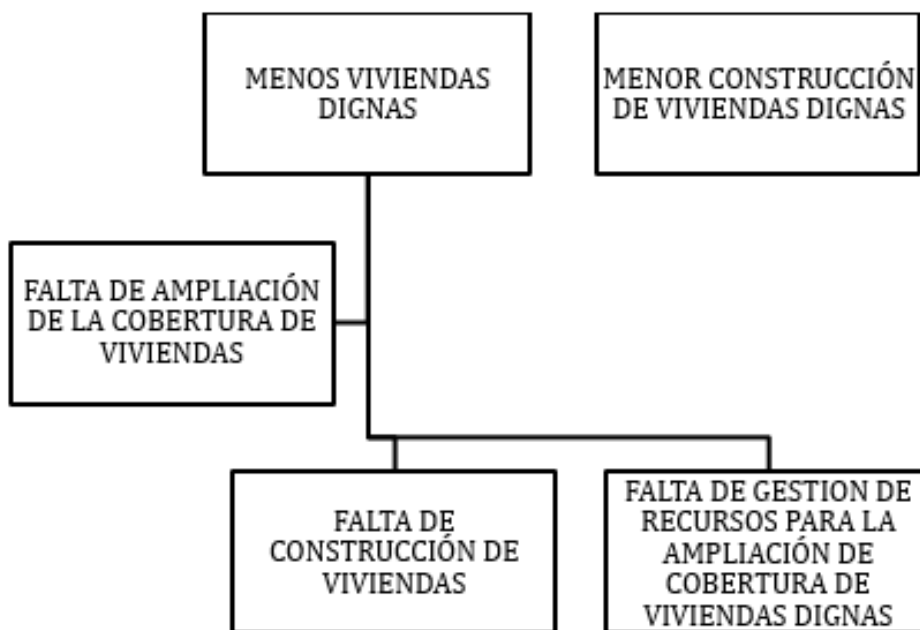 MENOS VIVIENDAS
DIGNAS
MENOR CONSTRUCCIÓN
DE VIVIENDAS DIGNAS
FALTA DE AMPLIACIÓN
DE LA COBERTURA DE
VIVIENDAS
FALTA DE
CONSTRUCCIÓN DE
VIVIENDAS
FALTA DE GESTION DE
RECURSOS PARA LA
AMPLIACIÓN DE
COBERTURA DE
VIVIENDAS DIGNAS